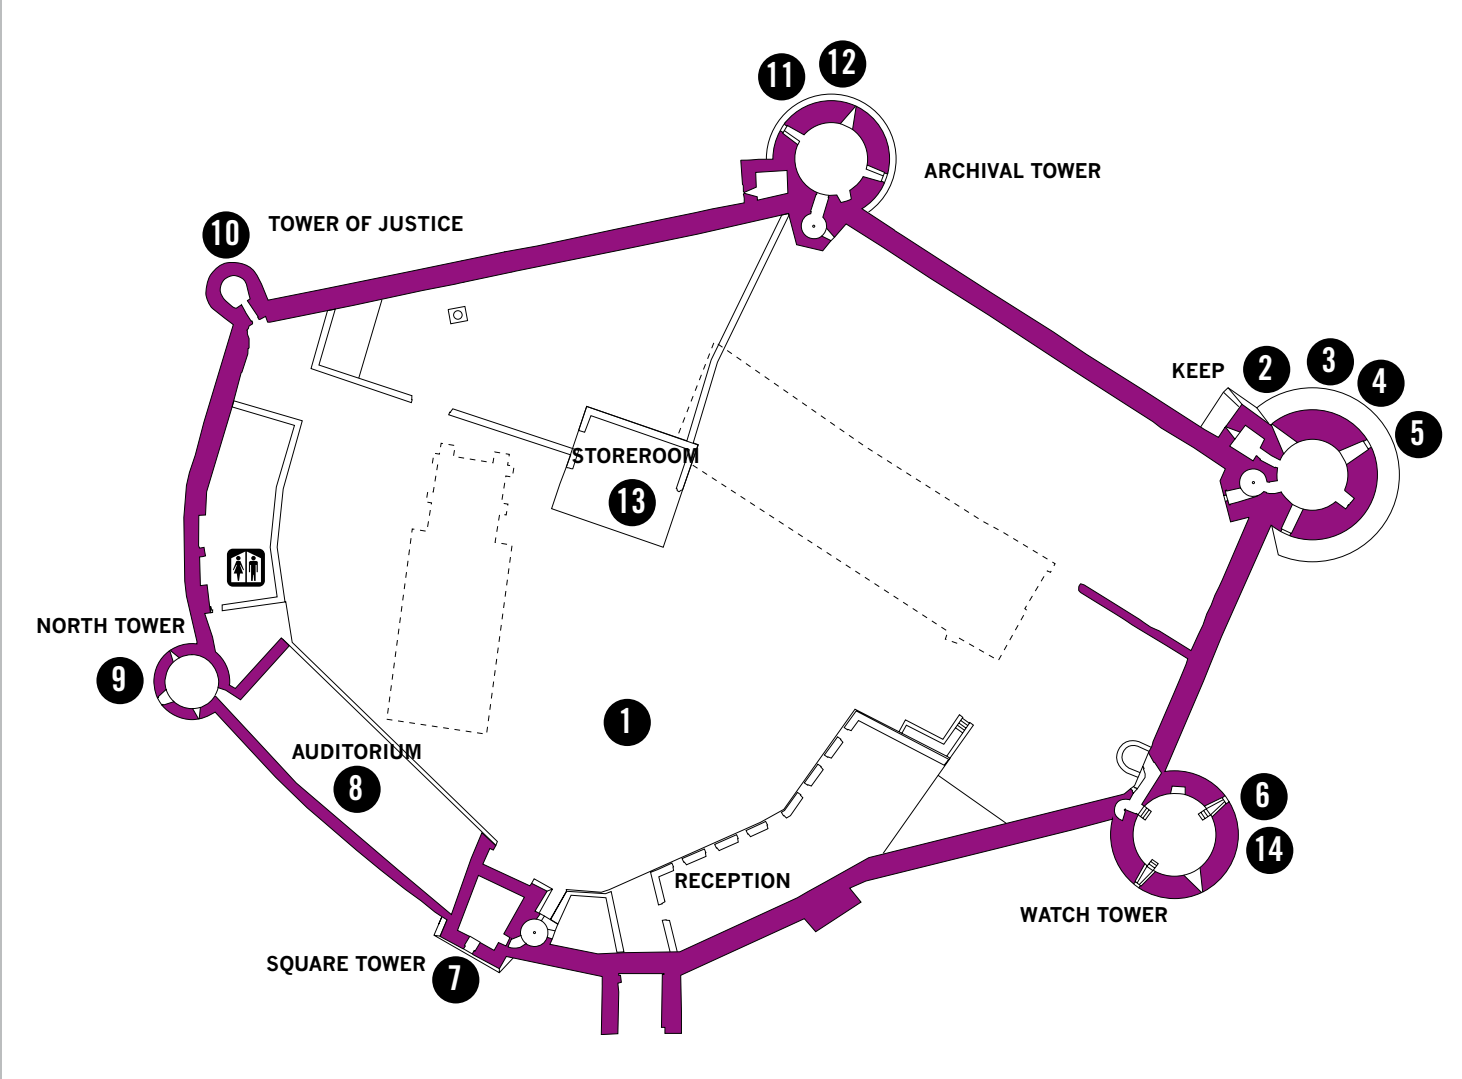 11
12
ARCHIVAL TOWER
TOWER OF JUSTICE
10
KEEP
2
3
4
5
STOREROOM
13
NORTH TOWER
9
1
AUDITORIUM
8
6
14
RECEPTION
WATCH TOWER
SQUARE TOWER
7